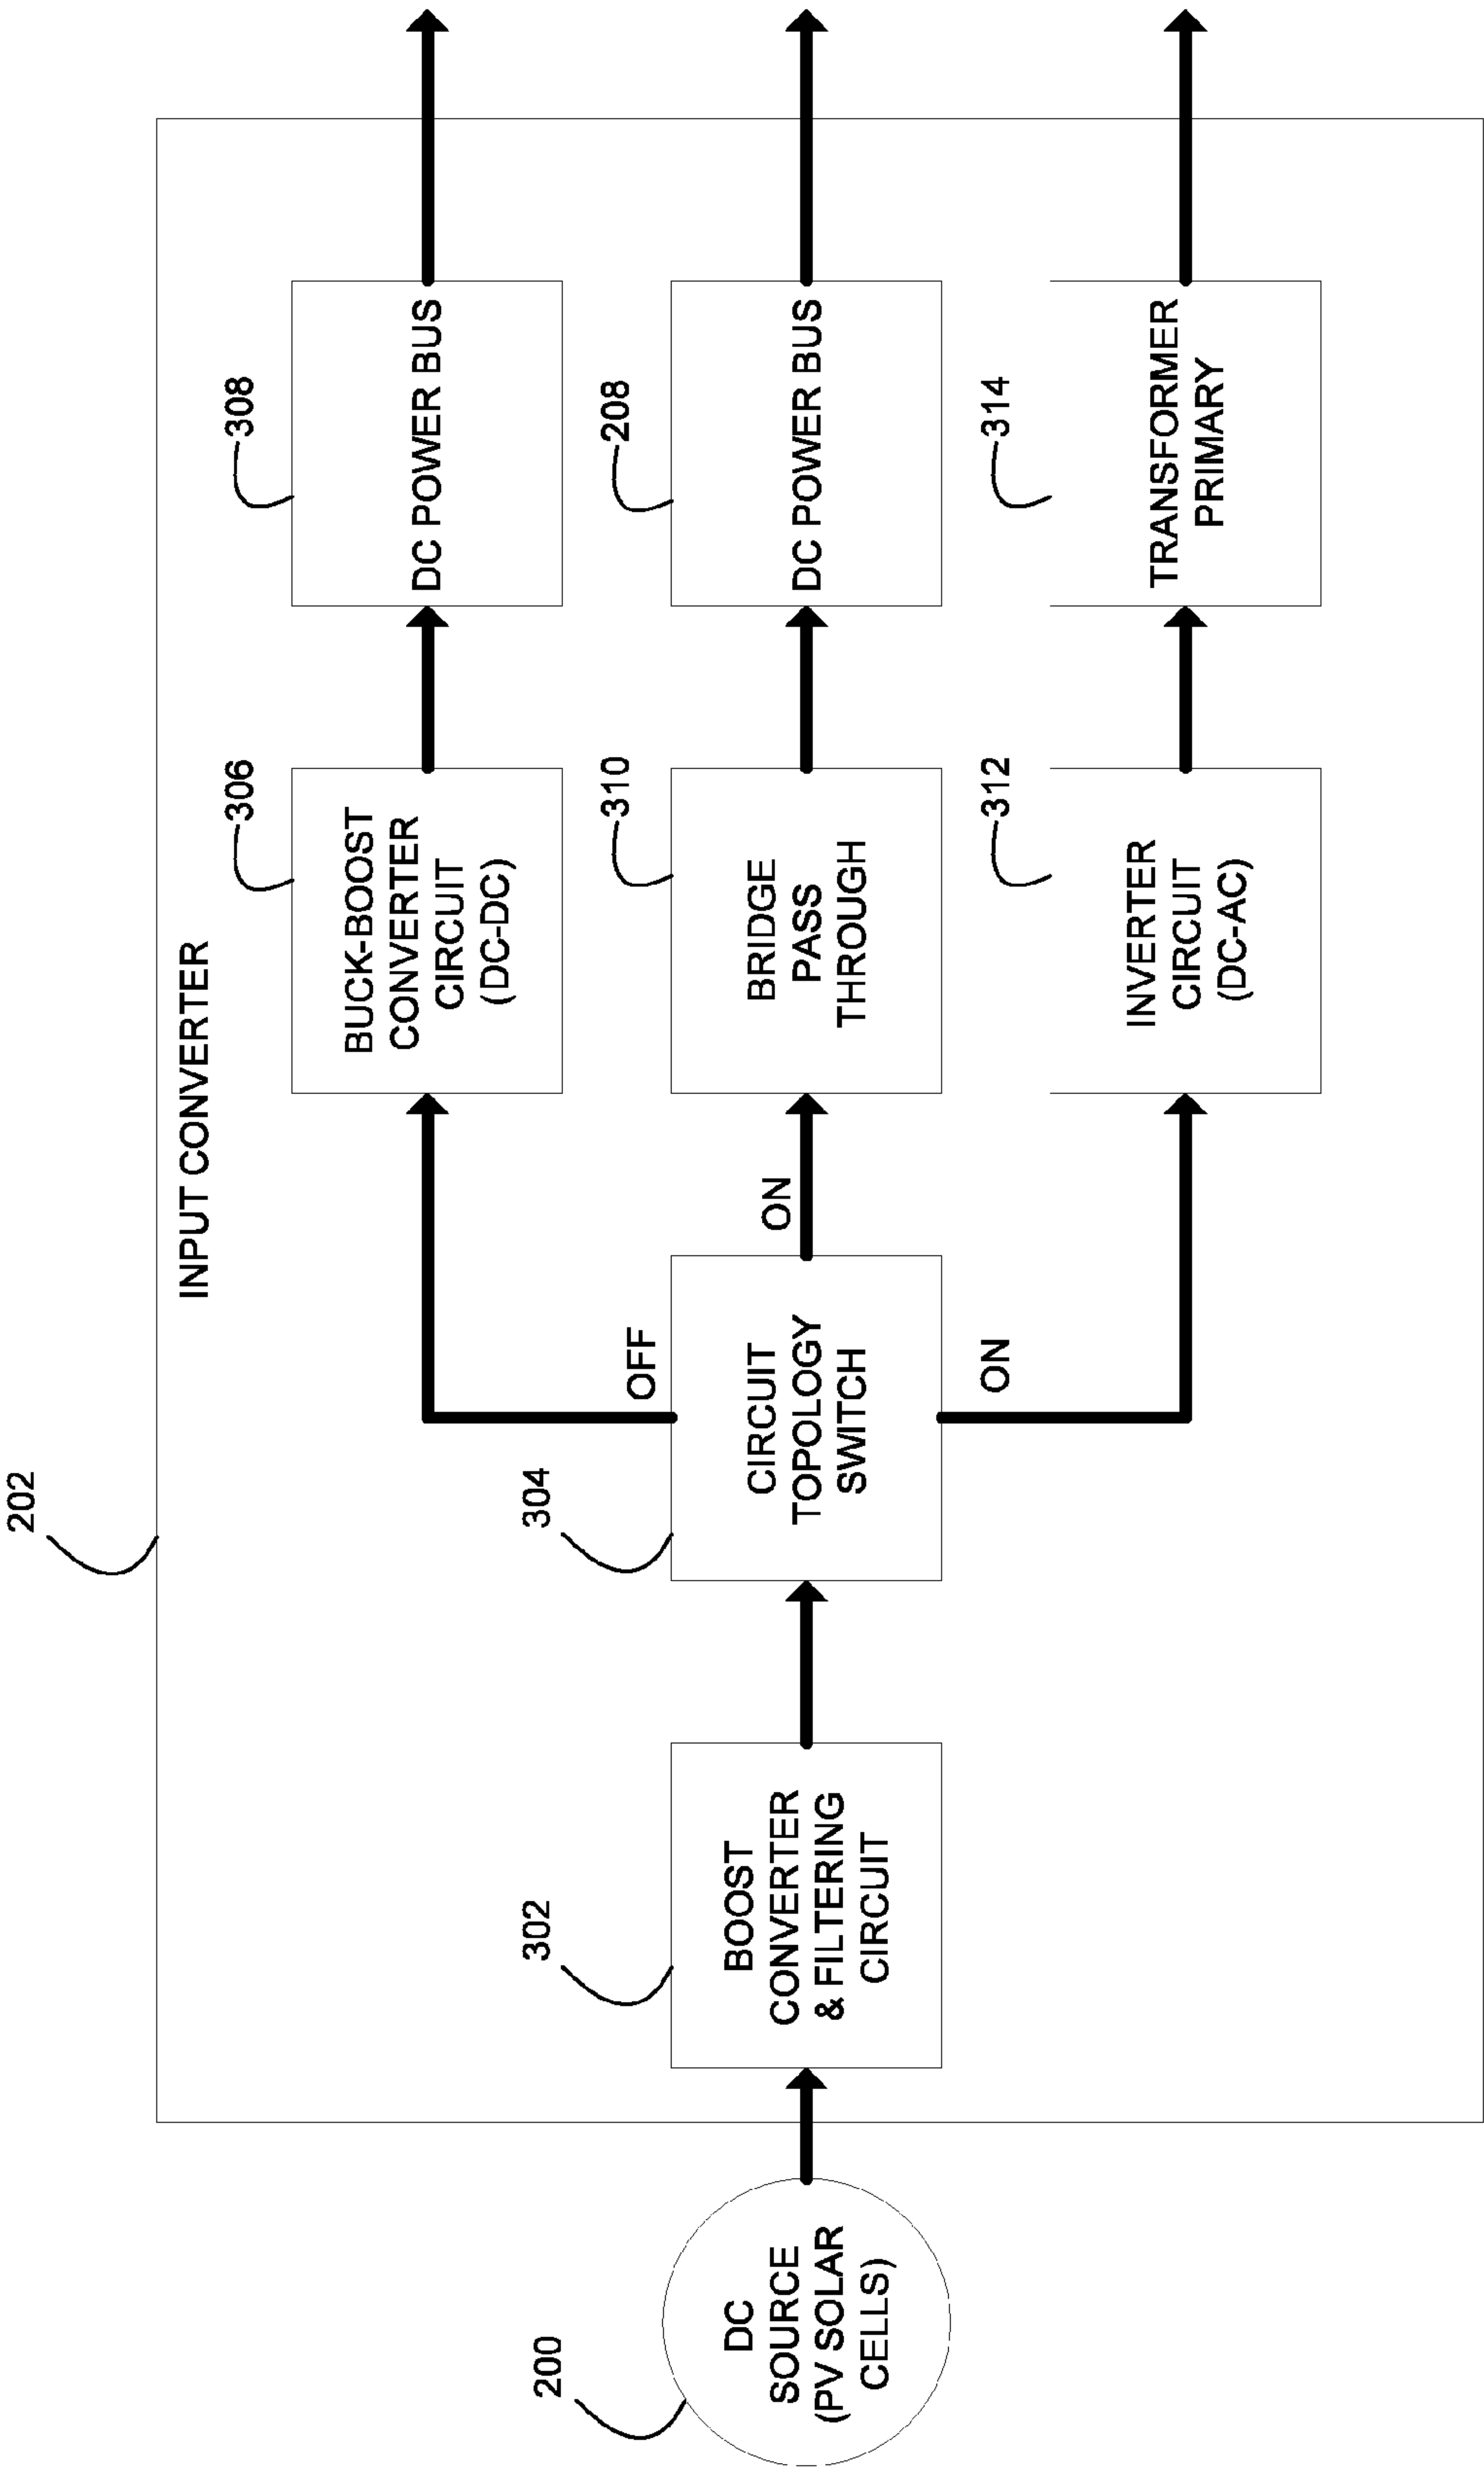 202
INPUT CONVERTER
200
DC
SOURCE
(PV SOLAR
CELLS)
302
BOOST
CONVERTER
& FILTERING
CIRCUIT
304
CIRCUIT
TOPOLOGY
SWITCH
OFF
ON
ON
306
BUCK-BOOST
CONVERTER
CIRCUIT
(DC-DC)
308
DC POWER BUS
310
BRIDGE
PASS
THROUGH
208
DC POWER BUS
312
INVERTER
CIRCUIT
(DC-AC)
314
TRANSFORMER
PRIMARY